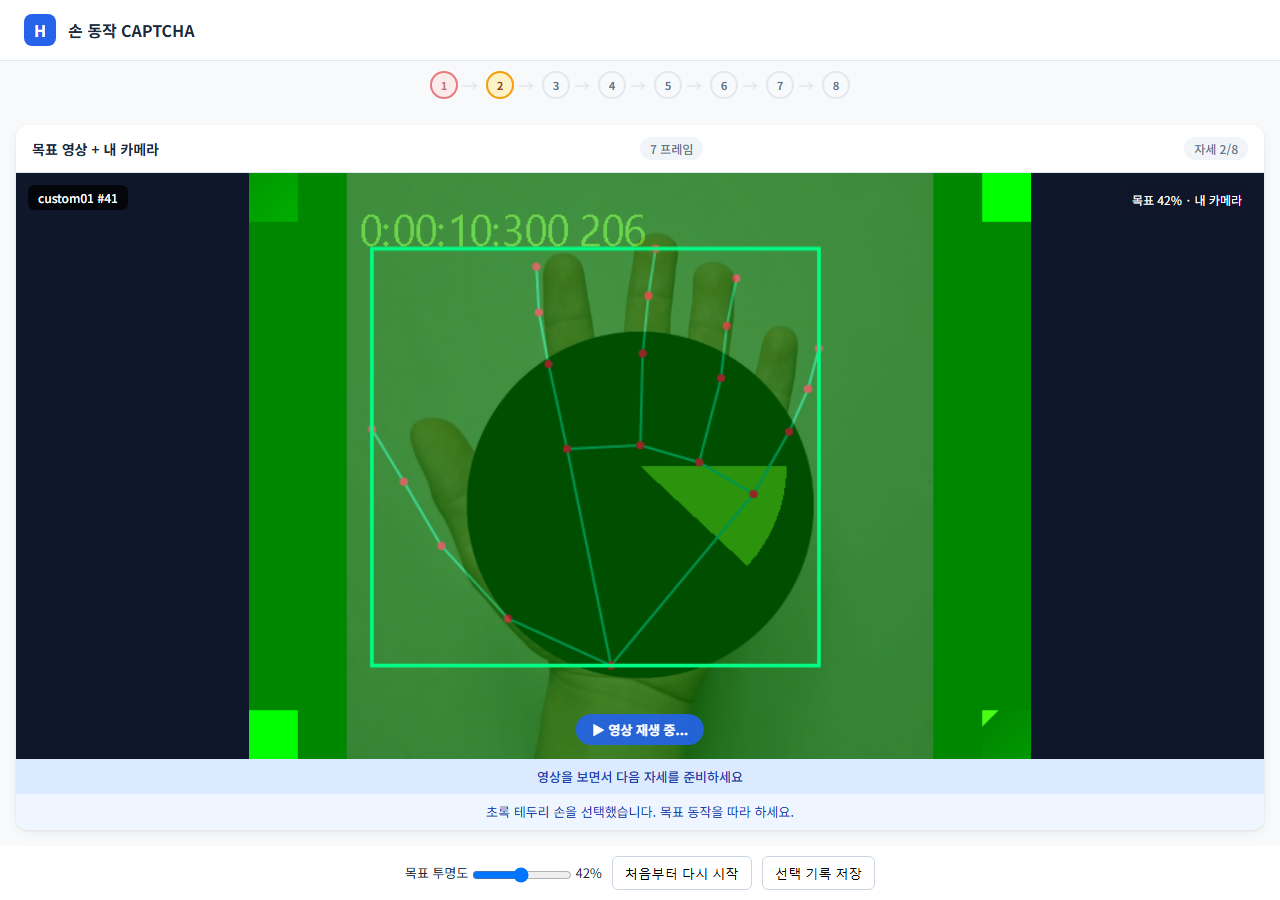 H 손 동작 CAPTCHA
1 2 3 4 5 6 7 8
목표 영상 + 내 카메라
7 프레임
자세 2/8
custom01 #41
목표 42% · 내 카메라
0:00:10:300 206
▶ 영상 재생 중...
영상을 보면서 다음 자세를 준비하세요
초록 테두리 손을 선택했습니다. 목표 동작을 따라 하세요.
목표 투명도 42% 처음부터 다시 시작 선택 기록 저장